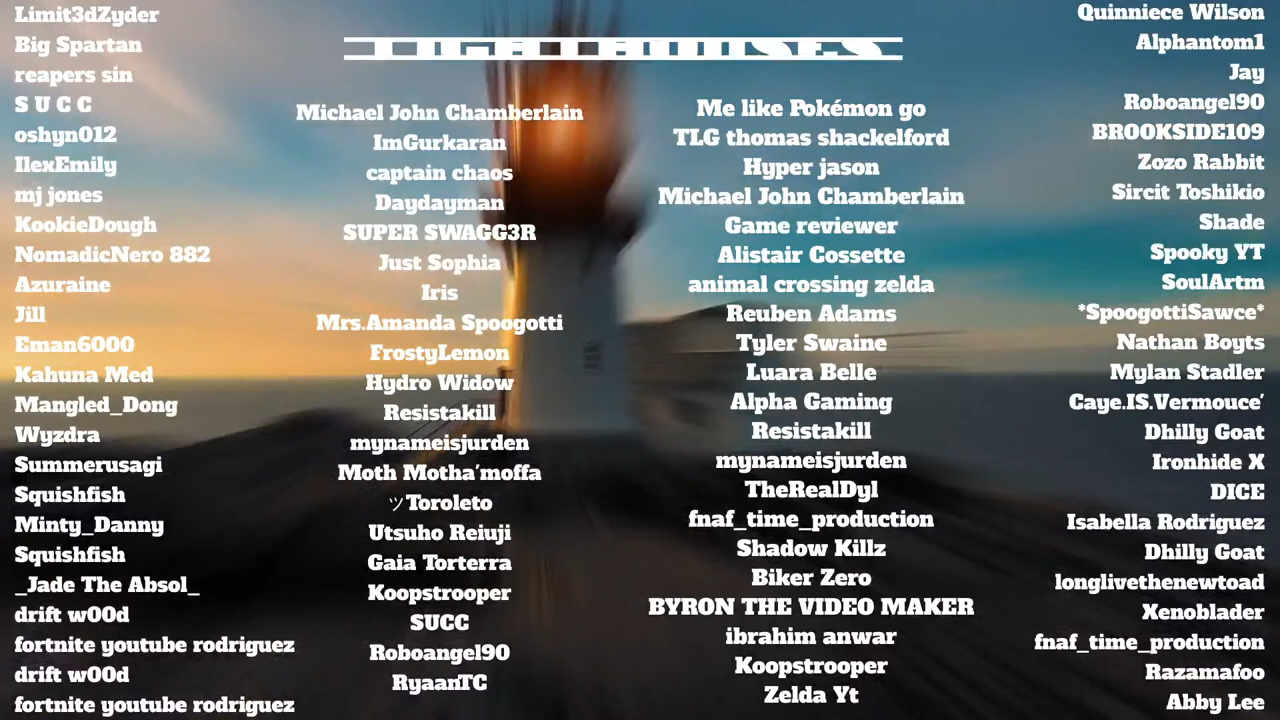 LIGHTHOUSES
Limit3dZyder
Big Spartan
reapers sin
S U C C
oshyn012
IlexEmily
mj jones
KookieDough
NomadicNero 882
Azuraine
Jill
Eman6000
Kahuna Med
Mangled_Dong
Wyzdra
Summerusagi
Squishfish
Minty_Danny
Squishfish
_Jade The Absol_
drift w00d
fortnite youtube rodriguez
drift w00d
fortnite youtube rodriguez
Michael John Chamberlain
ImGurkaran
captain chaos
Daydayman
SUPER SWAGG3R
Just Sophia
Iris
Mrs.Amanda Spoogotti
FrostyLemon
Hydro Widow
Resistakill
mynameisjurden
Moth Motha'moffa
ッToroleto
Utsuho Reiuji
Gaia Torterra
Koopstrooper
SUCC
Roboangel90
RyaanTC
Me like Pokémon go
TLG thomas shackelford
Hyper jason
Michael John Chamberlain
Game reviewer
Alistair Cossette
animal crossing zelda
Reuben Adams
Tyler Swaine
Luara Belle
Alpha Gaming
Resistakill
mynameisjurden
TheRealDyl
fnaf_time_production
Shadow Killz
Biker Zero
BYRON THE VIDEO MAKER
ibrahim anwar
Koopstrooper
Zelda Yt
Quinniece Wilson
Alphantom1
Jay
Roboangel90
BROOKSIDE109
Zozo Rabbit
Sircit Toshikio
Shade
Spooky YT
SoulArtm
*SpoogottiSawce*
Nathan Boyts
Mylan Stadler
Caye.IS.Vermouce'
Dhilly Goat
Ironhide X
DICE
Isabella Rodriguez
Dhilly Goat
longlivethenewtoad
Xenoblader
fnaf_time_production
Razamafoo
Abby Lee